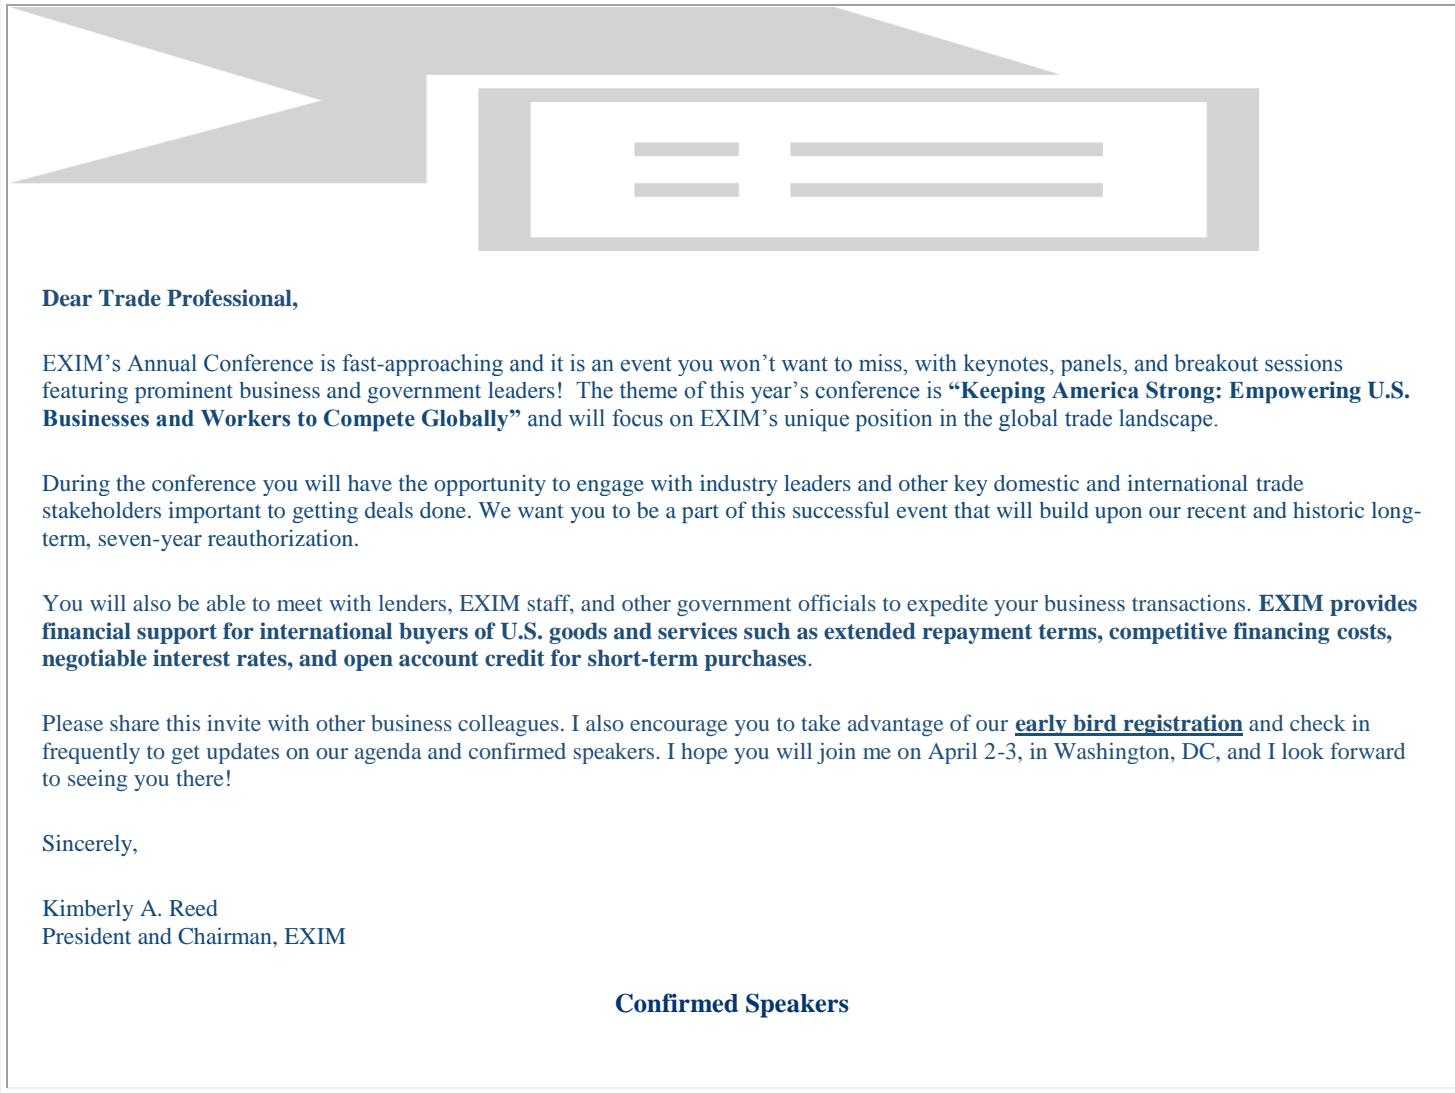 Dear Trade Professional,
EXIM’s Annual Conference is fast-approaching and it is an event you won’t want to miss, with keynotes, panels, and breakout sessions
featuring prominent business and government leaders!  The theme of this year’s conference is “Keeping America Strong: Empowering U.S.
Businesses and Workers to Compete Globally” and will focus on EXIM’s unique position in the global trade landscape.
During the conference you will have the opportunity to engage with industry leaders and other key domestic and international trade
stakeholders important to getting deals done. We want you to be a part of this successful event that will build upon our recent and historic long-
term, seven-year reauthorization.
You will also be able to meet with lenders, EXIM staff, and other government officials to expedite your business transactions. EXIM provides
financial support for international buyers of U.S. goods and services such as extended repayment terms, competitive financing costs,
negotiable interest rates, and open account credit for short-term purchases.
Please share this invite with other business colleagues. I also encourage you to take advantage of our early bird registration and check in
frequently to get updates on our agenda and confirmed speakers. I hope you will join me on April 2-3, in Washington, DC, and I look forward
to seeing you there!
Sincerely,
Kimberly A. Reed
President and Chairman, EXIM
Confirmed Speakers